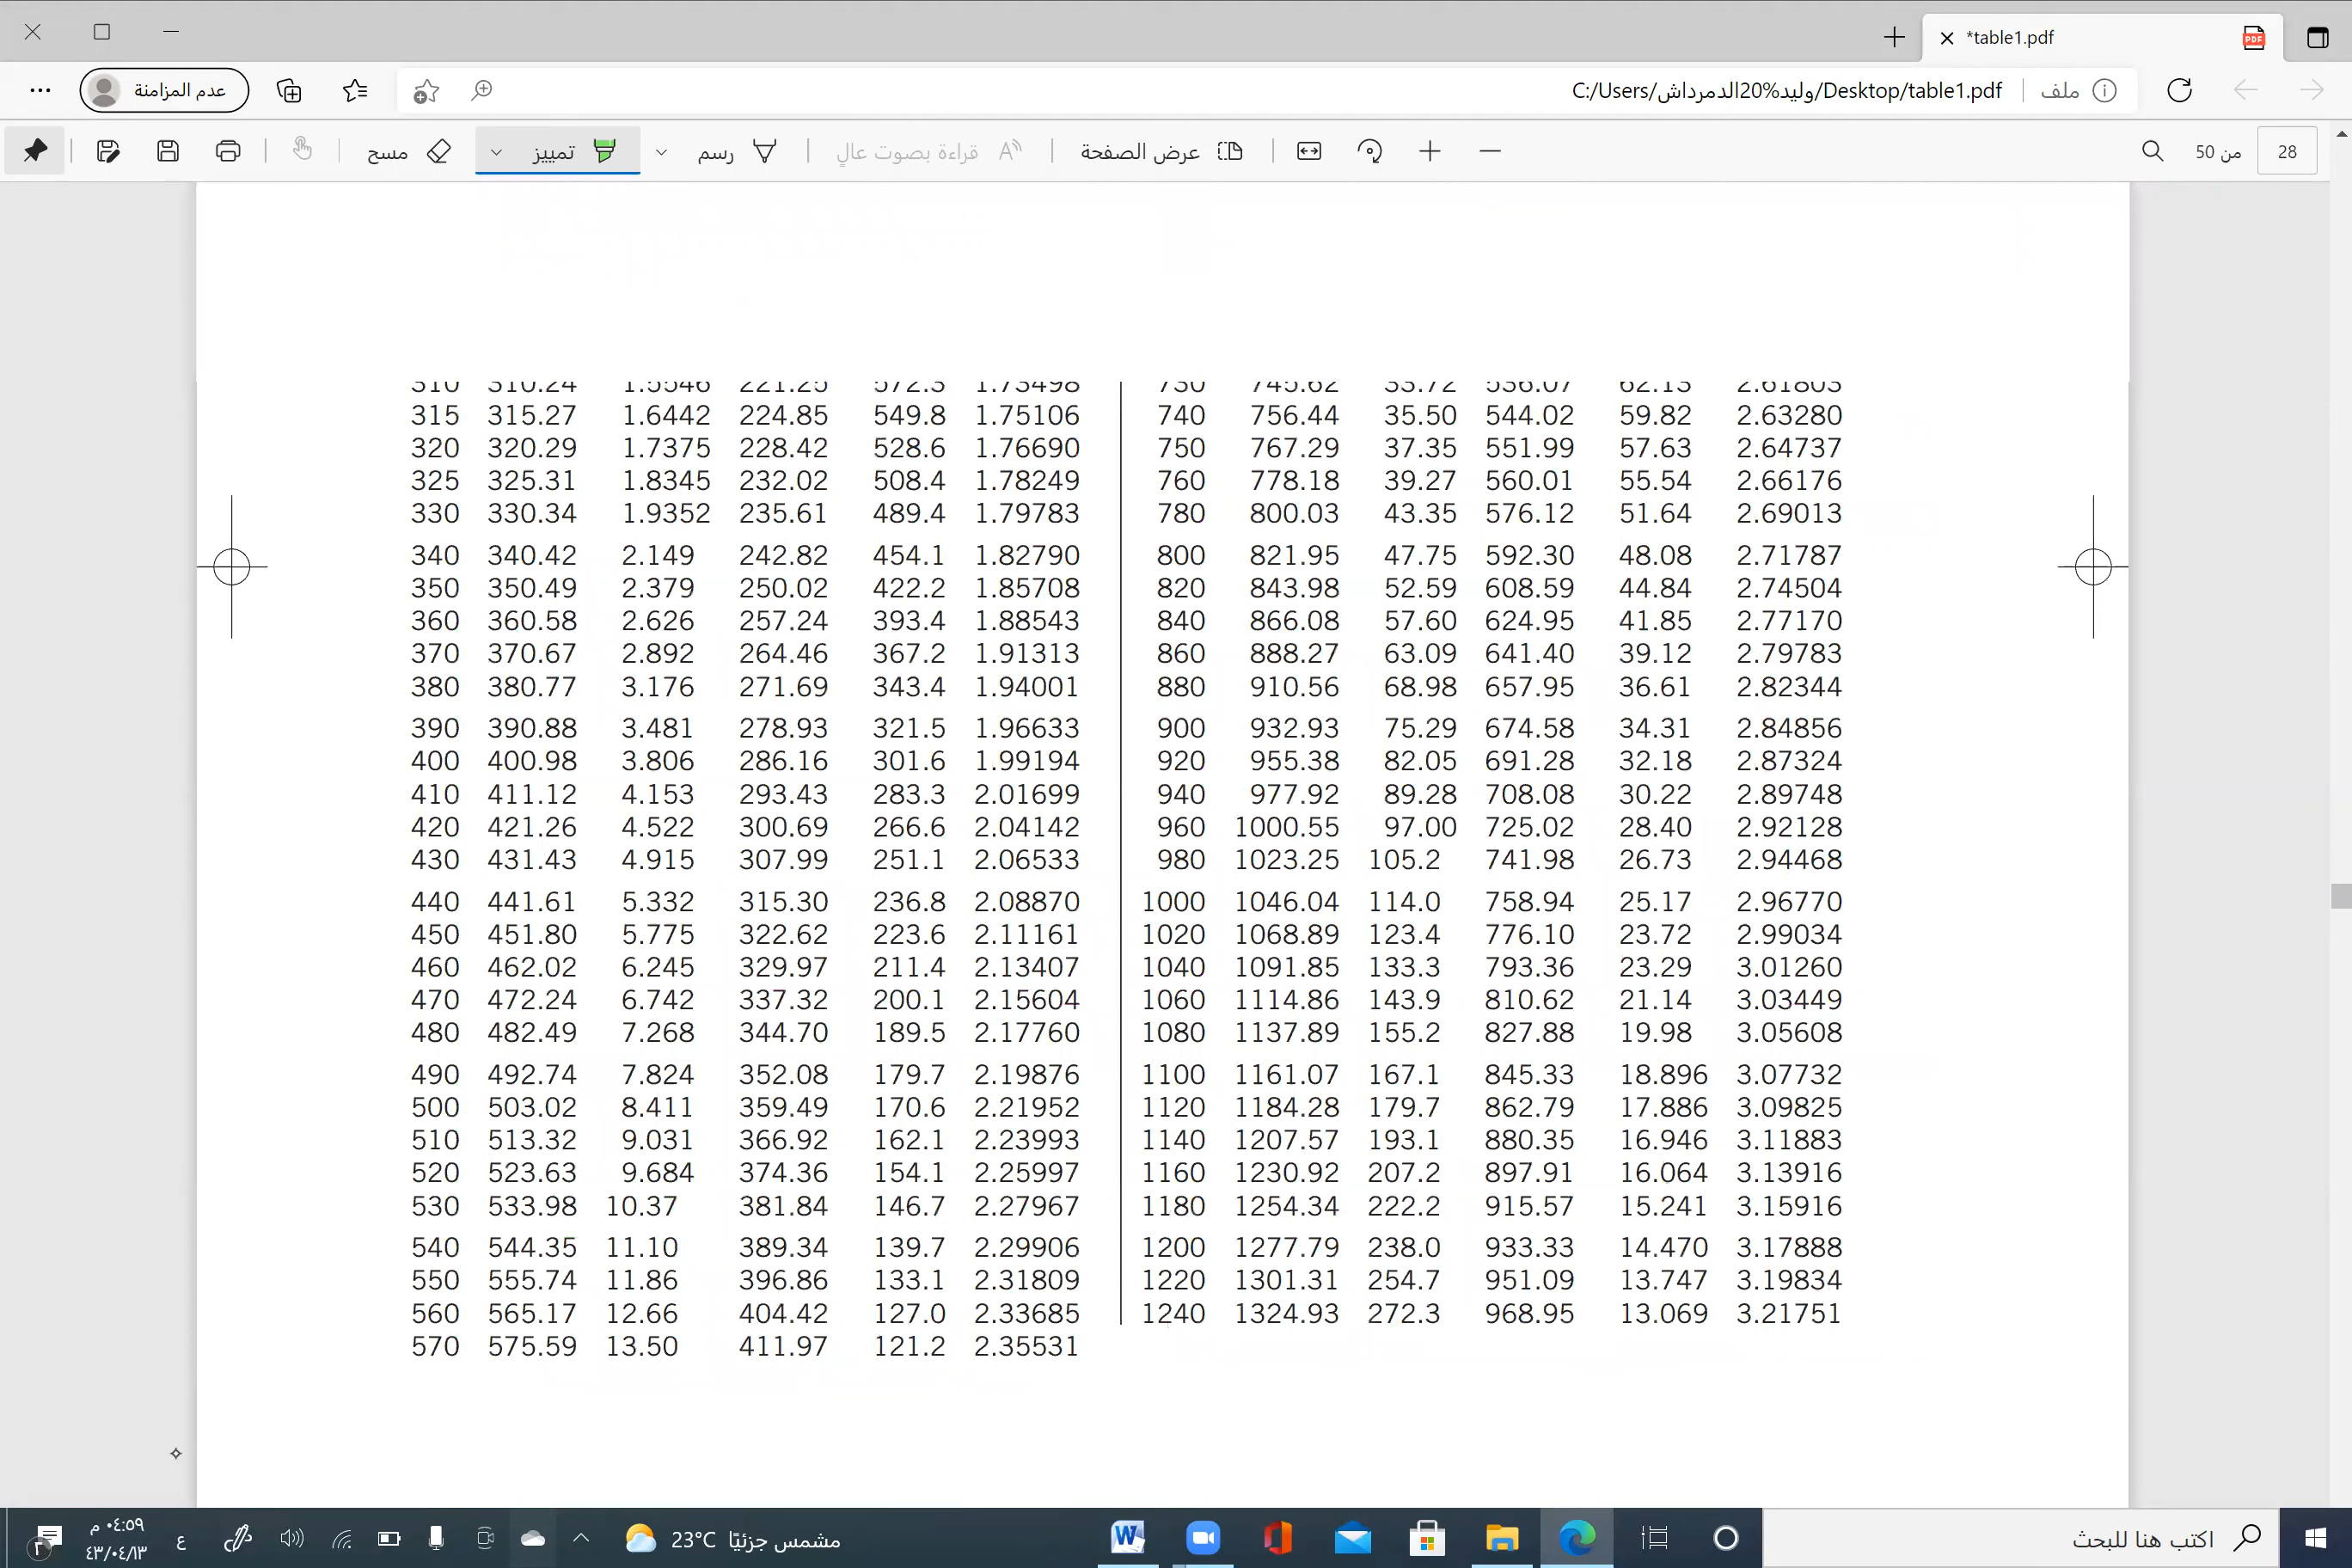 *table1.pdf
عدم المزامنة
C:/Users/وليد%20الدمرداش/Desktop/table1.pdf
ملف
28
من 50
عرض الصفحة
قراءة بصوت عالٍ
رسم
تمييز
مسح
310 310.24 1.5546 221.25 572.3 1.73498 730 745.62 33.72 536.07 62.13 2.61803
315 315.27 1.6442 224.85 549.8 1.75106 740 756.44 35.50 544.02 59.82 2.63280
320 320.29 1.7375 228.42 528.6 1.76690 750 767.29 37.35 551.99 57.63 2.64737
325 325.31 1.8345 232.02 508.4 1.78249 760 778.18 39.27 560.01 55.54 2.66176
330 330.34 1.9352 235.61 489.4 1.79783 780 800.03 43.35 576.12 51.64 2.69013
340 340.42 2.149 242.82 454.1 1.82790 800 821.95 47.75 592.30 48.08 2.71787
350 350.49 2.379 250.02 422.2 1.85708 820 843.98 52.59 608.59 44.84 2.74504
360 360.58 2.626 257.24 393.4 1.88543 840 866.08 57.60 624.95 41.85 2.77170
370 370.67 2.892 264.46 367.2 1.91313 860 888.27 63.09 641.40 39.12 2.79783
380 380.77 3.176 271.69 343.4 1.94001 880 910.56 68.98 657.95 36.61 2.82344
390 390.88 3.481 278.93 321.5 1.96633 900 932.93 75.29 674.58 34.31 2.84856
400 400.98 3.806 286.16 301.6 1.99194 920 955.38 82.05 691.28 32.18 2.87324
410 411.12 4.153 293.43 283.3 2.01699 940 977.92 89.28 708.08 30.22 2.89748
420 421.26 4.522 300.69 266.6 2.04142 960 1000.55 97.00 725.02 28.40 2.92128
430 431.43 4.915 307.99 251.1 2.06533 980 1023.25 105.2 741.98 26.73 2.94468
440 441.61 5.332 315.30 236.8 2.08870 1000 1046.04 114.0 758.94 25.17 2.96770
450 451.80 5.775 322.62 223.6 2.11161 1020 1068.89 123.4 776.10 23.72 2.99034
460 462.02 6.245 329.97 211.4 2.13407 1040 1091.85 133.3 793.36 23.29 3.01260
470 472.24 6.742 337.32 200.1 2.15604 1060 1114.86 143.9 810.62 21.14 3.03449
480 482.49 7.268 344.70 189.5 2.17760 1080 1137.89 155.2 827.88 19.98 3.05608
490 492.74 7.824 352.08 179.7 2.19876 1100 1161.07 167.1 845.33 18.896 3.07732
500 503.02 8.411 359.49 170.6 2.21952 1120 1184.28 179.7 862.79 17.886 3.09825
510 513.32 9.031 366.92 162.1 2.23993 1140 1207.57 193.1 880.35 16.946 3.11883
520 523.63 9.684 374.36 154.1 2.25997 1160 1230.92 207.2 897.91 16.064 3.13916
530 533.98 10.37 381.84 146.7 2.27967 1180 1254.34 222.2 915.57 15.241 3.15916
540 544.35 11.10 389.34 139.7 2.29906 1200 1277.79 238.0 933.33 14.470 3.17888
550 555.74 11.86 396.86 133.1 2.31809 1220 1301.31 254.7 951.09 13.747 3.19834
560 565.17 12.66 404.42 127.0 2.33685 1240 1324.93 272.3 968.95 13.069 3.21751
570 575.59 13.50 411.97 121.2 2.35531
اكتب هنا للبحث
23°C مشمس جزئيًا
ع
٠٤:٥٩ م
٤٣/٠٤/١٣